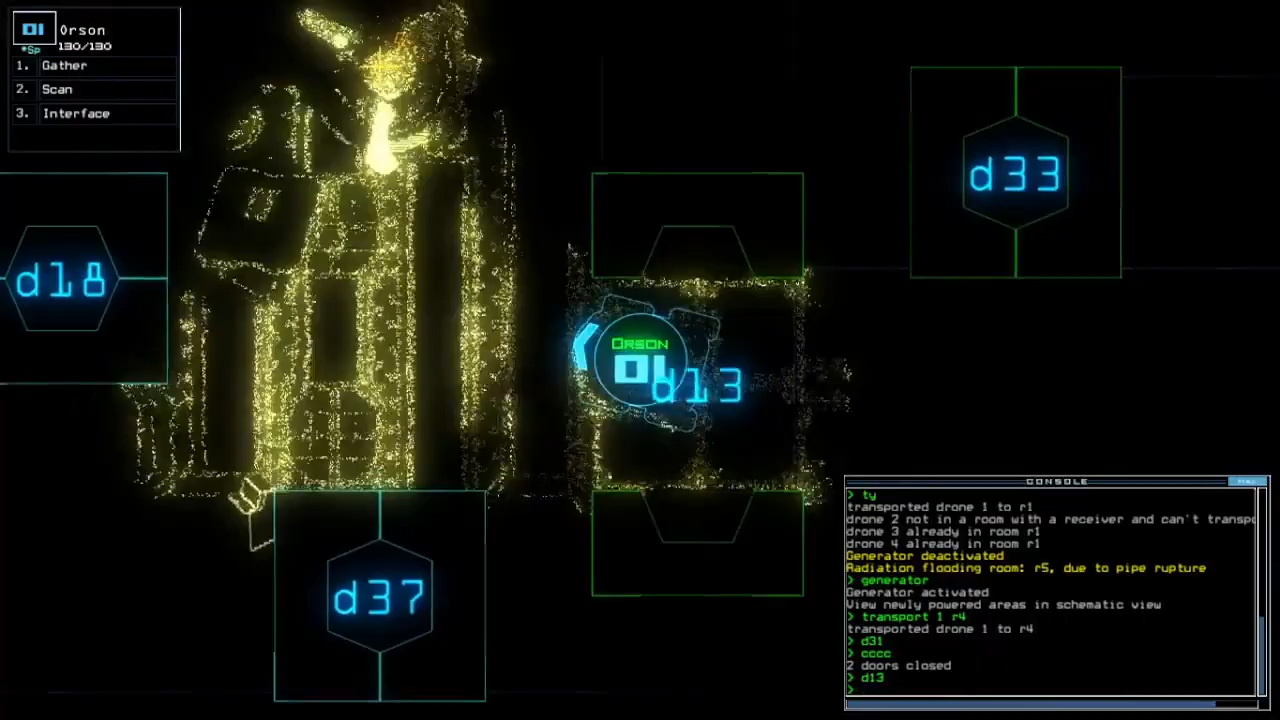 01 Orson
*Sp 130/130
1. Gather
2. Scan
3. Interface
d33
d18
ORSON
01
d13
d37
CONSOLE
> ty
transported drone 1 to r1
drone 2 not in a room with a receiver and can't transpo
drone 3 already in room r1
drone 4 already in room r1
Generator deactivated
Radiation flooding room: r5, due to pipe rupture
> generator
Generator activated
View newly powered areas in schematic view
> transport 1 r4
transported drone 1 to r4
> d31
> cccc
2 doors closed
> d13
>